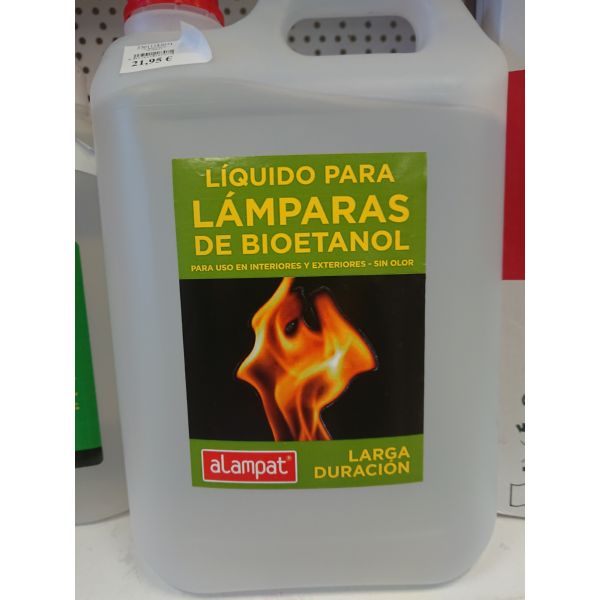 21,95 €
LÍQUIDO PARA
LÁMPARAS
DE BIOETANOL
PARA USO EN INTERIORES Y EXTERIORES - SIN OLOR
aLampat®
LARGA
DURACIÓN